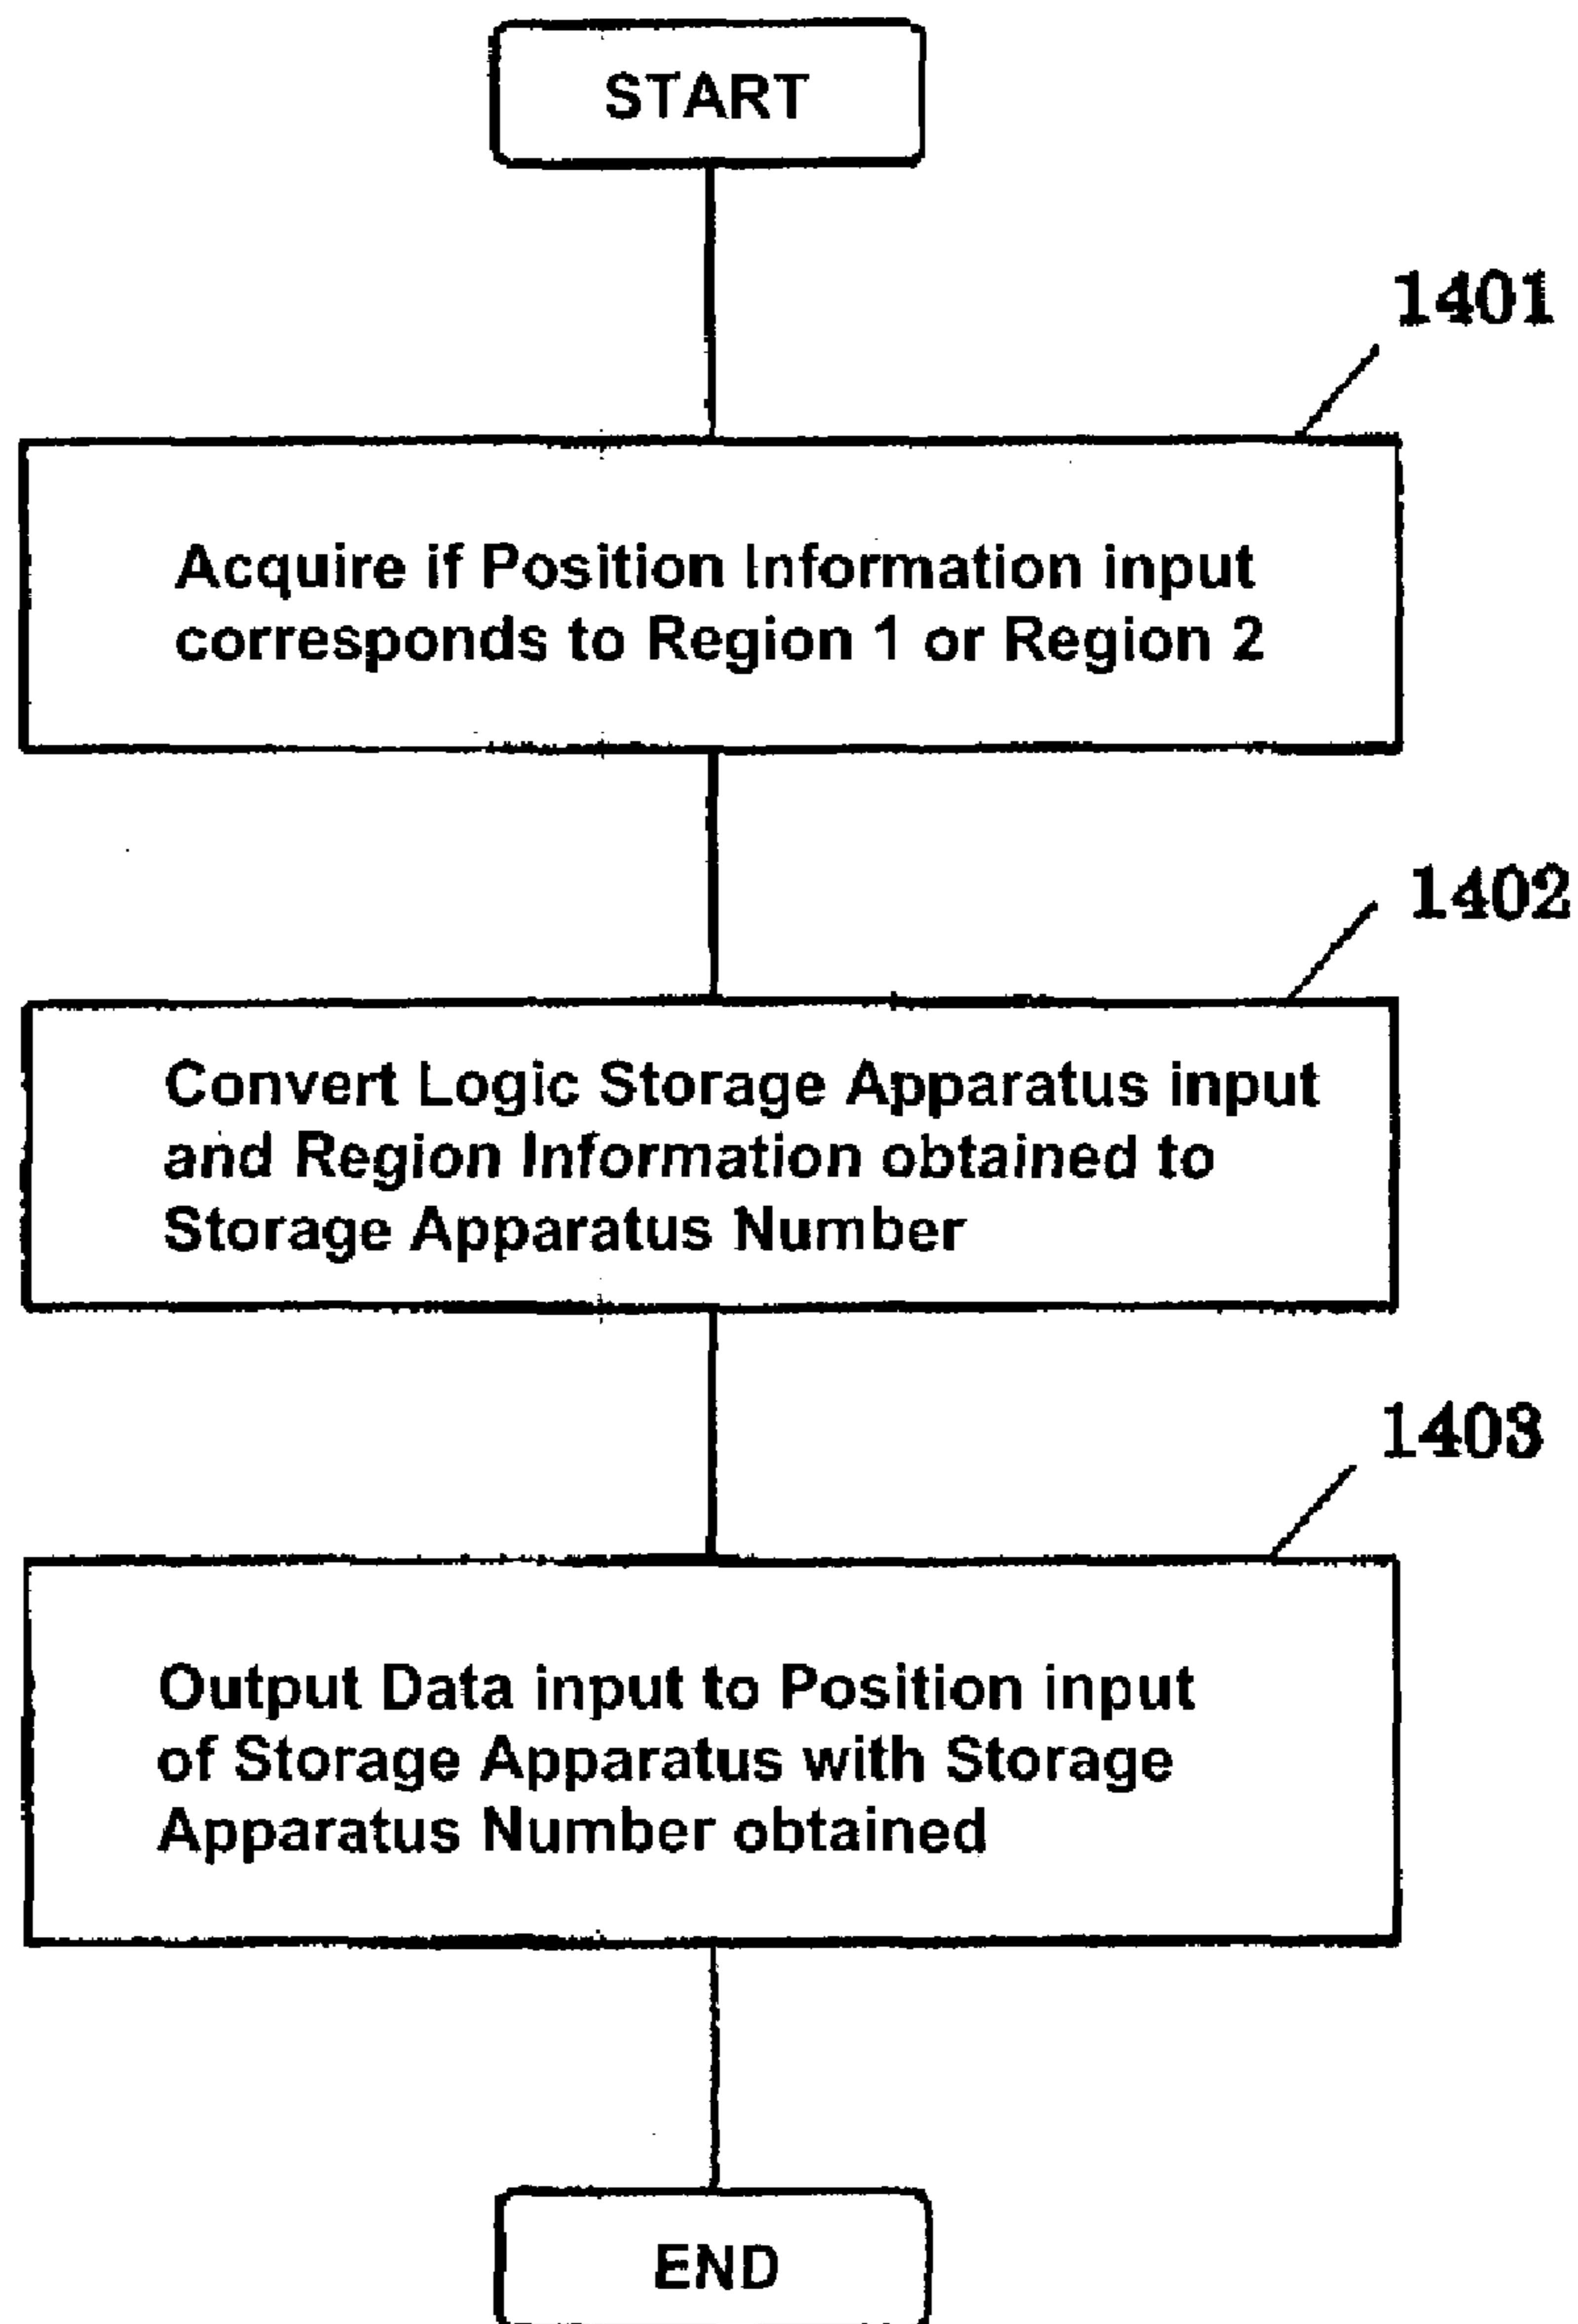 START
1401
Acquire if Position Information input
corresponds to Region 1 or Region 2
1402
Convert Logic Storage Apparatus input
and Region Information obtained to
Storage Apparatus Number
1403
Output Data input to Position input
of Storage Apparatus with Storage
Apparatus Number obtained
END